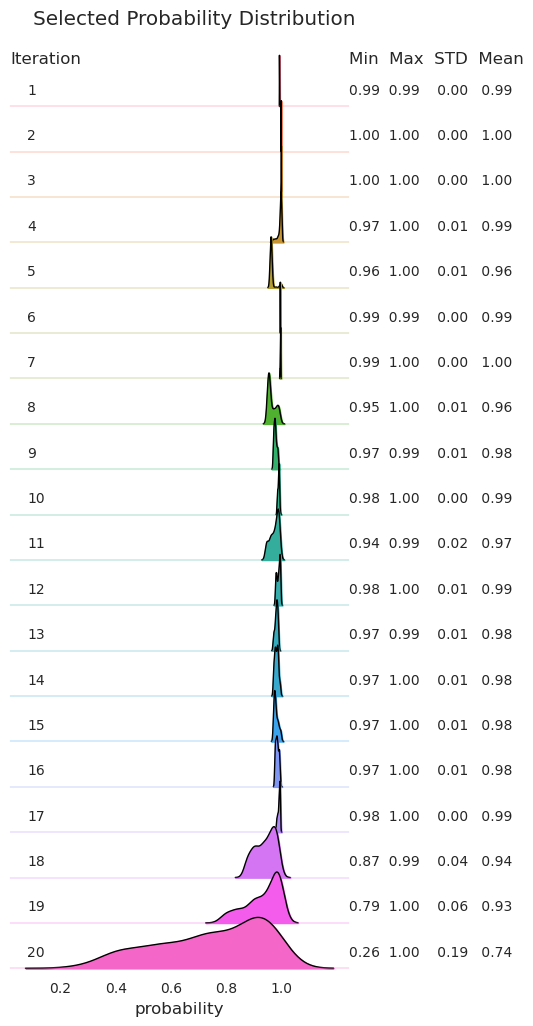 Selected Probability Distribution
Iteration Min Max STD Mean
1 0.99 0.99 0.00 0.99
2 1.00 1.00 0.00 1.00
3 1.00 1.00 0.00 1.00
4 0.97 1.00 0.01 0.99
5 0.96 1.00 0.01 0.96
6 0.99 0.99 0.00 0.99
7 0.99 1.00 0.00 1.00
8 0.95 1.00 0.01 0.96
9 0.97 0.99 0.01 0.98
10 0.98 1.00 0.00 0.99
11 0.94 0.99 0.02 0.97
12 0.98 1.00 0.01 0.99
13 0.97 0.99 0.01 0.98
14 0.97 1.00 0.01 0.98
15 0.97 1.00 0.01 0.98
16 0.97 1.00 0.01 0.98
17 0.98 1.00 0.00 0.99
18 0.87 0.99 0.04 0.94
19 0.79 1.00 0.06 0.93
20 0.26 1.00 0.19 0.74
0.2 0.4 0.6 0.8 1.0
probability